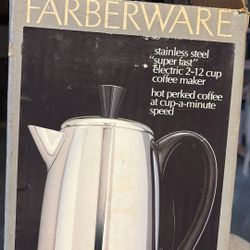 FARBERWARE
stainless steel
"super fast"
electric 2-12 cup
coffee maker
hot perked coffee
at cup-a-minute
speed